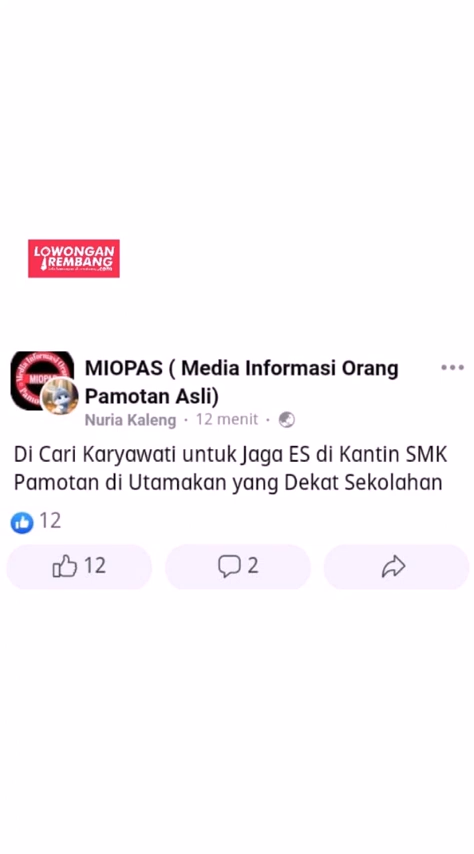 LOWONGAN
REMBANG
.com
MIOPAS ( Media Informasi Orang
Pamotan Asli)
Nuria Kaleng · 12 menit ·
Di Cari Karyawati untuk Jaga ES di Kantin SMK
Pamotan di Utamakan yang Dekat Sekolahan
12
12
2